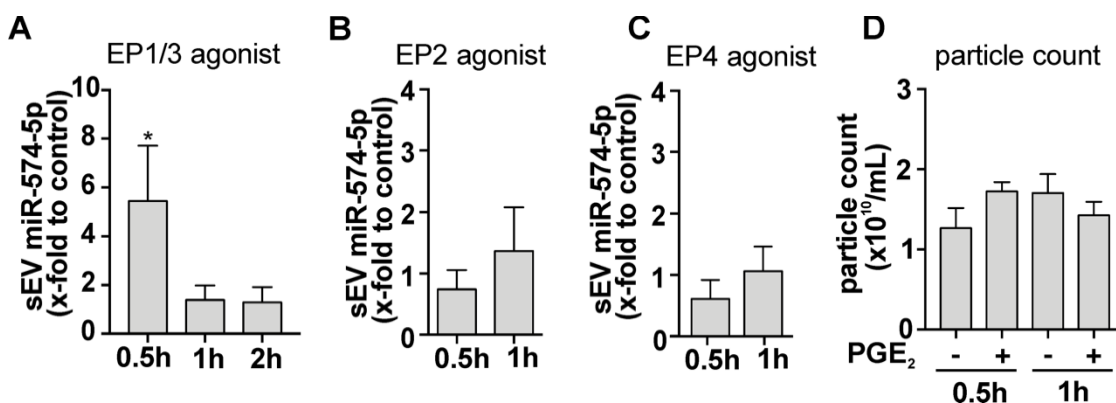 A
EP1/3 agonist
sEV miR-574-5p
(x-fold to control)
10
8
6
4
2
0
*
0.5h 1h 2h
B
EP2 agonist
sEV miR-574-5p
(x-fold to control)
4
3
2
1
0
0.5h 1h
C
EP4 agonist
sEV miR-574-5p
(x-fold to control)
4
3
2
1
0
0.5h 1h
D
particle count
particle count
(x10¹⁰/mL)
3
2
1
0
PGE₂ - + - +
0.5h 1h